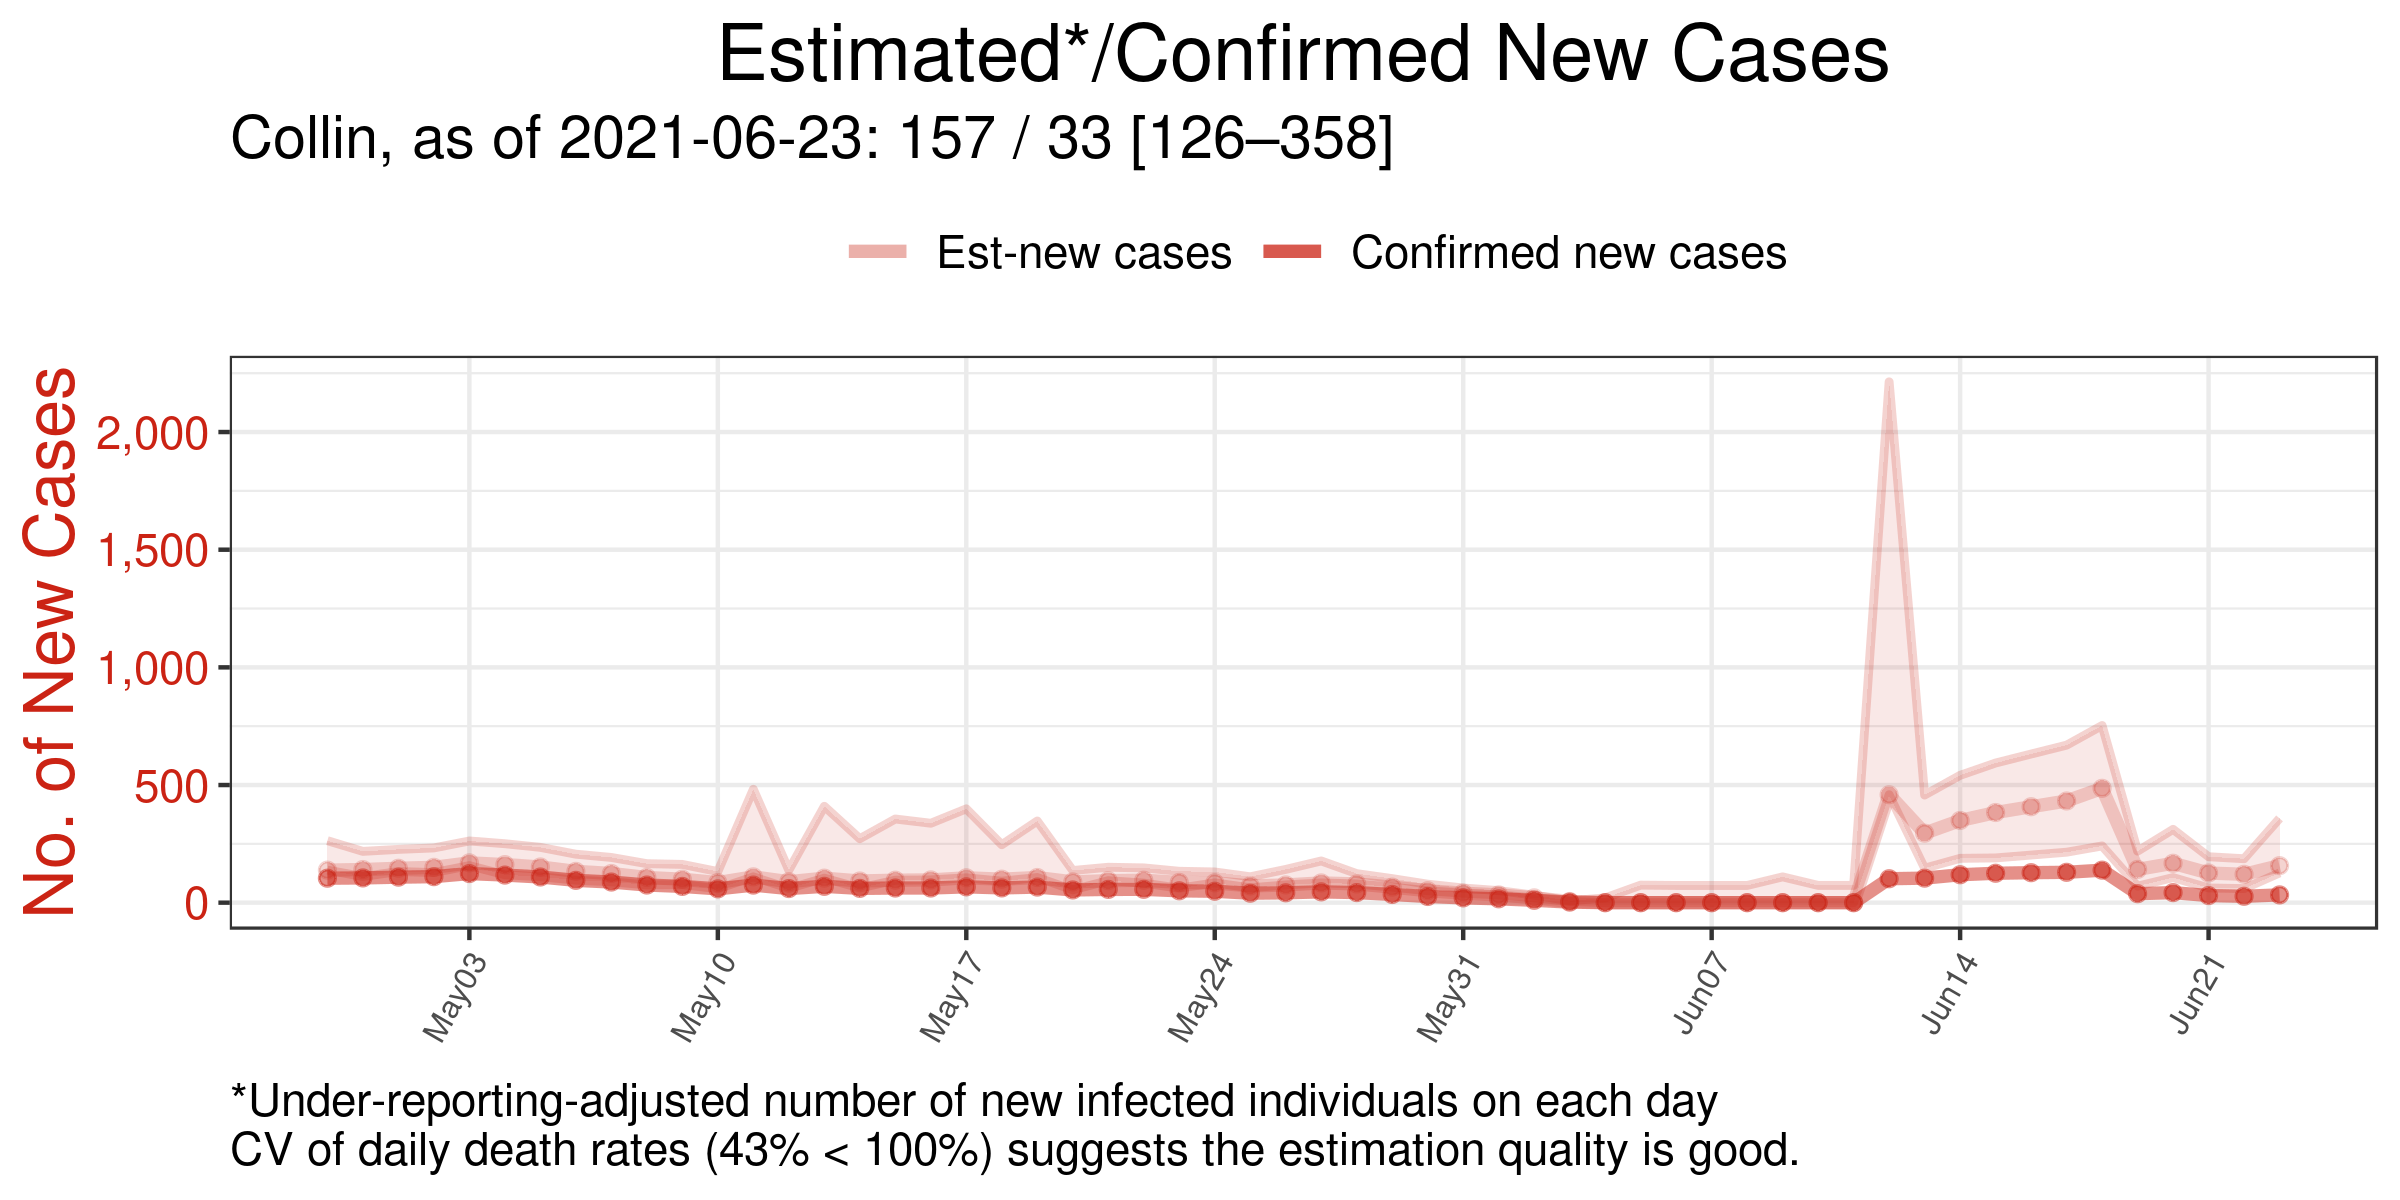 Estimated*/Confirmed New Cases
Collin, as of 2021-06-23: 157 / 33 [126–358]
Est-new cases
Confirmed new cases
No. of New Cases
2,000
1,500
1,000
500
0
May03
May10
May17
May24
May31
Jun07
Jun14
Jun21
*Under-reporting-adjusted number of new infected individuals on each day
CV of daily death rates (43% < 100%) suggests the estimation quality is good.